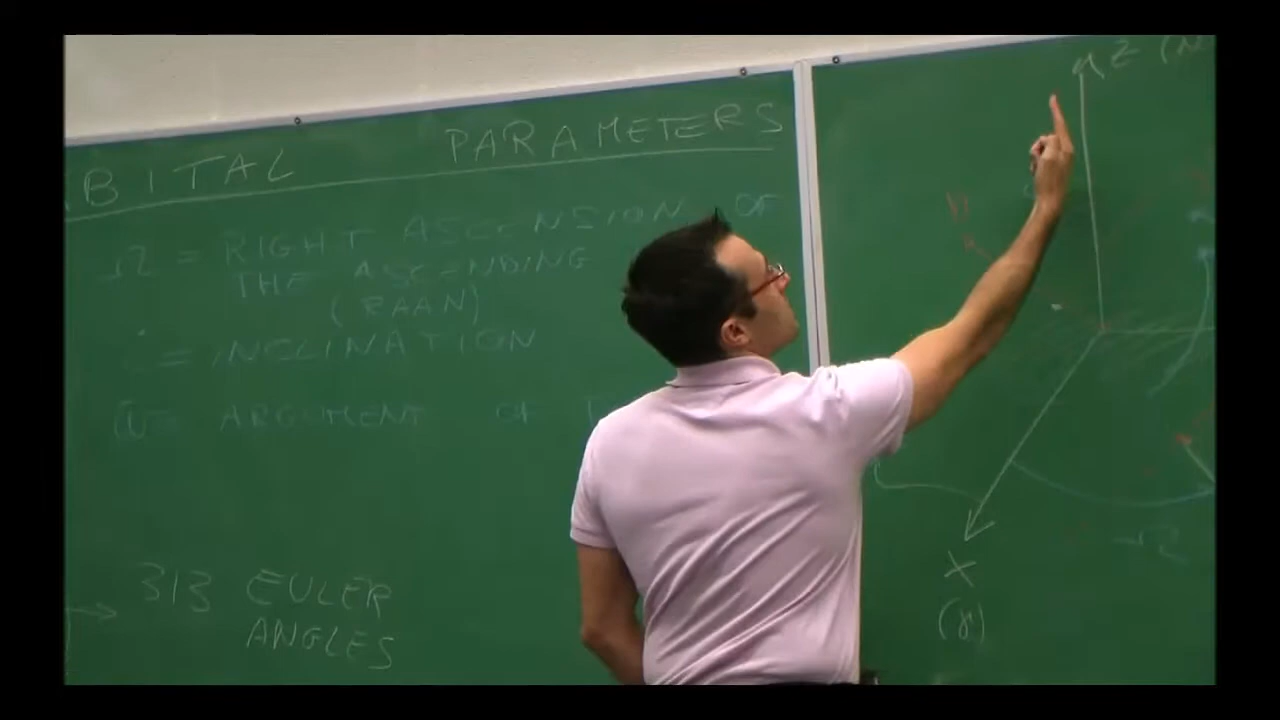 BITAL PARAMETERS
Ω = RIGHT ASCENSION OF
THE ASCENDING
(RAAN)
i = INCLINATION
ω = ARGUMENT OF
313 EULER
ANGLES
Z (N
H
X
(γ)
Ω